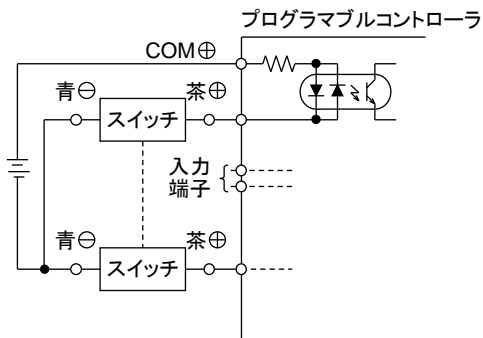 プログラマブルコントローラ
COM⊕
青⊖ 茶⊕
スイッチ
入力
端子
青⊖ 茶⊕
スイッチ